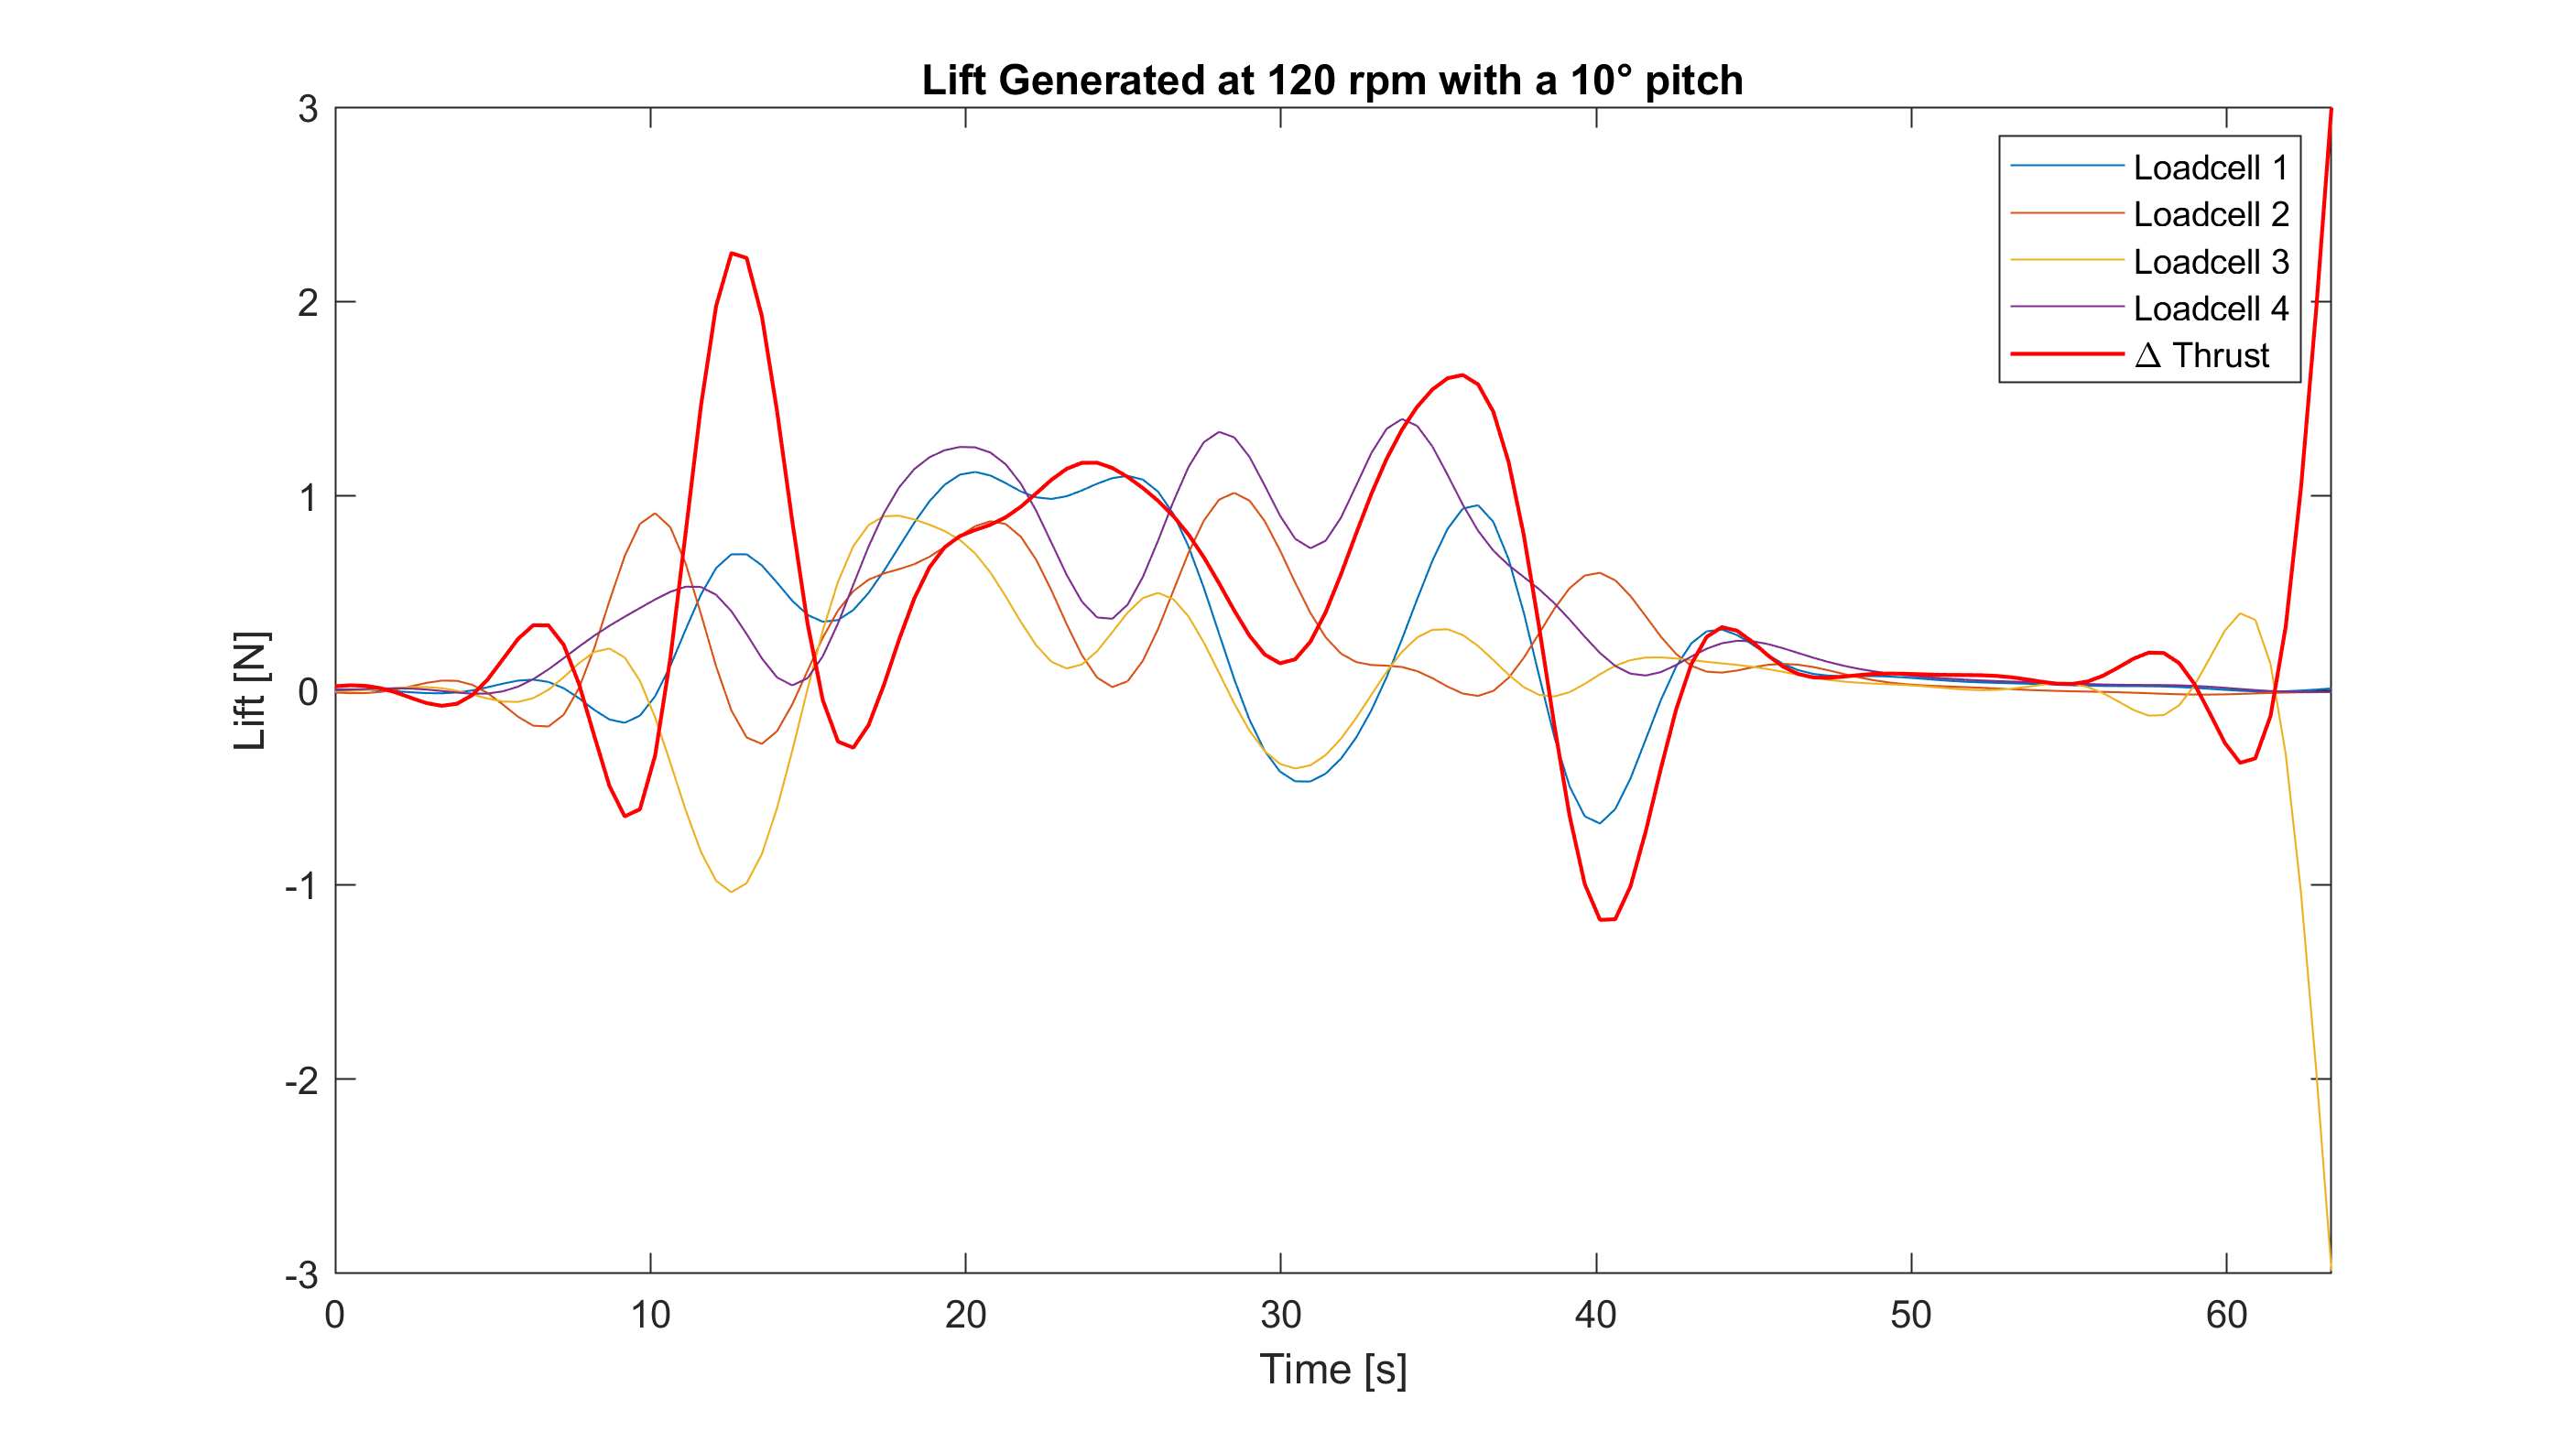 Lift Generated at 120 rpm with a 10° pitch
3
2
1
0
-1
-2
-3
Lift [N]
0 10 20 30 40 50 60
Time [s]
Loadcell 1
Loadcell 2
Loadcell 3
Loadcell 4
Δ Thrust